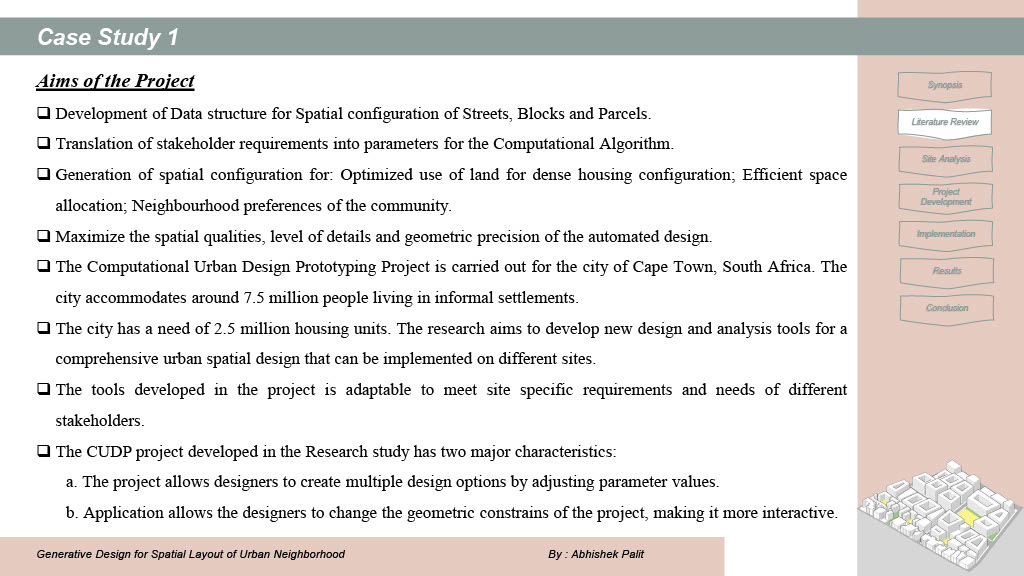 Case Study 1
Aims of the Project
❑ Development of Data structure for Spatial configuration of Streets, Blocks and Parcels.
❑ Translation of stakeholder requirements into parameters for the Computational Algorithm.
❑ Generation of spatial configuration for: Optimized use of land for dense housing configuration; Efficient space
allocation; Neighbourhood preferences of the community.
❑ Maximize the spatial qualities, level of details and geometric precision of the automated design.
❑ The Computational Urban Design Prototyping Project is carried out for the city of Cape Town, South Africa. The
city accommodates around 7.5 million people living in informal settlements.
❑ The city has a need of 2.5 million housing units. The research aims to develop new design and analysis tools for a
comprehensive urban spatial design that can be implemented on different sites.
❑ The tools developed in the project is adaptable to meet site specific requirements and needs of different
stakeholders.
❑ The CUDP project developed in the Research study has two major characteristics:
a. The project allows designers to create multiple design options by adjusting parameter values.
b. Application allows the designers to change the geometric constrains of the project, making it more interactive.
Synopsis
Literature Review
Site Analysis
Project
Development
Implementation
Results
Conclusion
Generative Design for Spatial Layout of Urban Neighborhood
By : Abhishek Palit